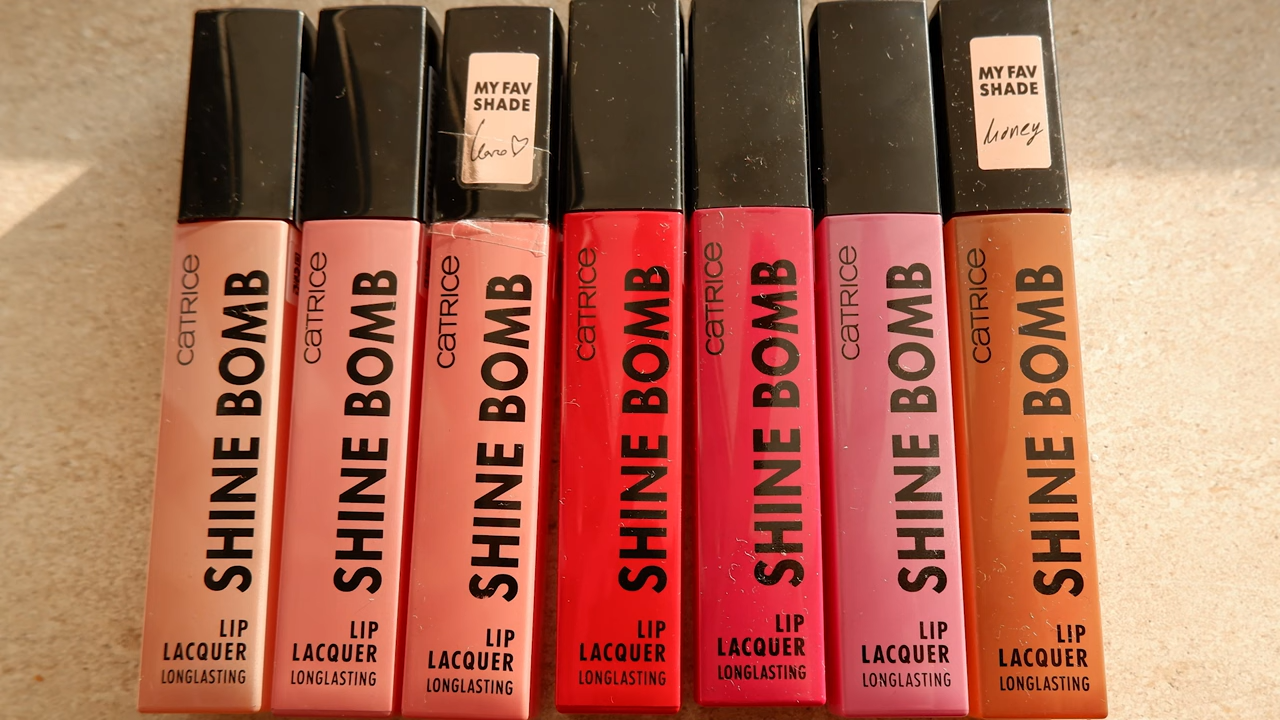 CATRICE
SHINE BOMB
LIP
LACQUER
LONGLASTING
CATRICE
SHINE BOMB
LIP
LACQUER
LONGLASTING
MY FAV
SHADE
CATRICE
SHINE BOMB
LIP
LACQUER
LONGLASTING
CATRICE
SHINE BOMB
LIP
LACQUER
LONGLASTING
CATRICE
SHINE BOMB
LIP
LACQUER
LONGLASTING
CATRICE
SHINE BOMB
LIP
LACQUER
LONGLASTING
MY FAV
SHADE
honey
CATRICE
SHINE BOMB
LIP
LACQUER
LONGLASTING